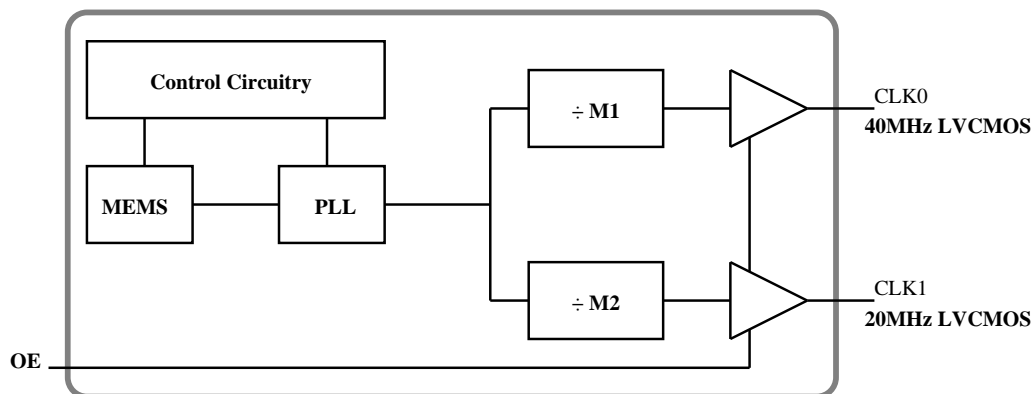 Control Circuitry
MEMS
PLL
÷ M1
÷ M2
CLK0
40MHz LVCMOS
CLK1
20MHz LVCMOS
OE